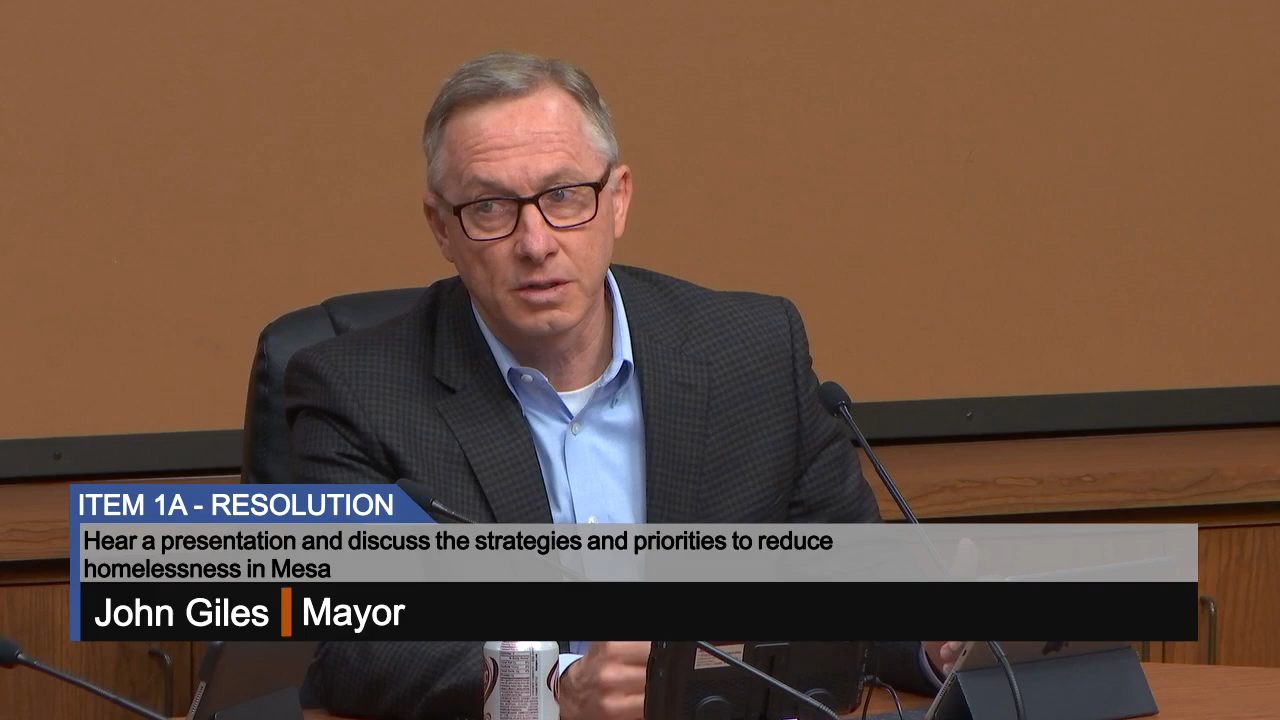 ITEM 1A - RESOLUTION
Hear a presentation and discuss the strategies and priorities to reduce
homelessness in Mesa
John Giles | Mayor